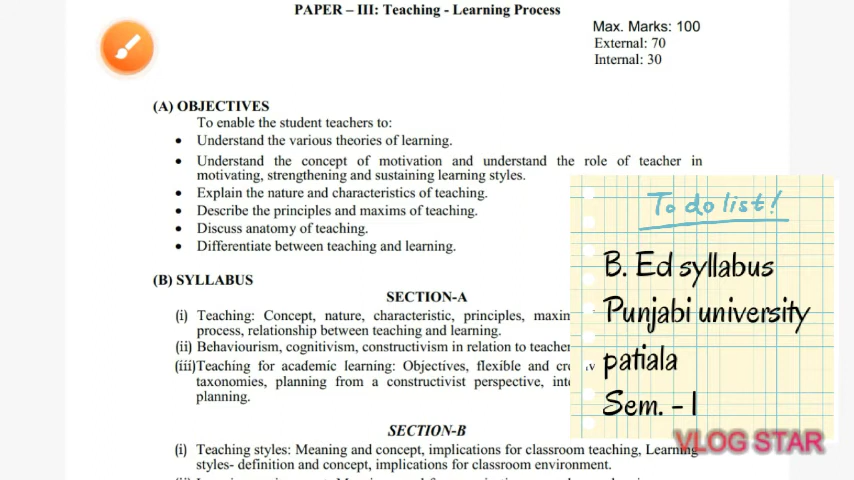 PAPER – III: Teaching - Learning Process
Max. Marks: 100
External: 70
Internal: 30
(A) OBJECTIVES
To enable the student teachers to:
• Understand the various theories of learning.
• Understand the concept of motivation and understand the role of teacher in
motivating, strengthening and sustaining learning styles.
• Explain the nature and characteristics of teaching.
• Describe the principles and maxims of teaching.
• Discuss anatomy of teaching.
• Differentiate between teaching and learning.
(B) SYLLABUS
SECTION-A
(i) Teaching: Concept, nature, characteristic, principles,
process, relationship between teaching and learning.
(ii) Behaviourism, cognitivism, constructivism in relation to teacher
(iii)Teaching for academic learning: Objectives, flexible and
taxonomies, planning from a constructivist perspective,
planning.
SECTION-B
(i) Teaching styles: Meaning and concept, implications for classroom teaching, Learning
styles- definition and concept, implications for classroom environment.
To do list!
B. Ed syllabus
Punjabi university
patiala
Sem. - I
VLOG STAR